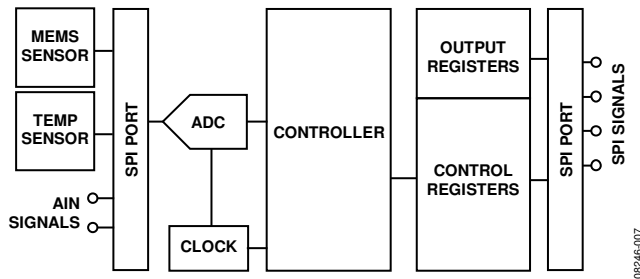 MEMS
SENSOR
TEMP
SENSOR
AIN
SIGNALS
SPI PORT
ADC
CLOCK
CONTROLLER
OUTPUT
REGISTERS
CONTROL
REGISTERS
SPI PORT
SPI SIGNALS
08246-007